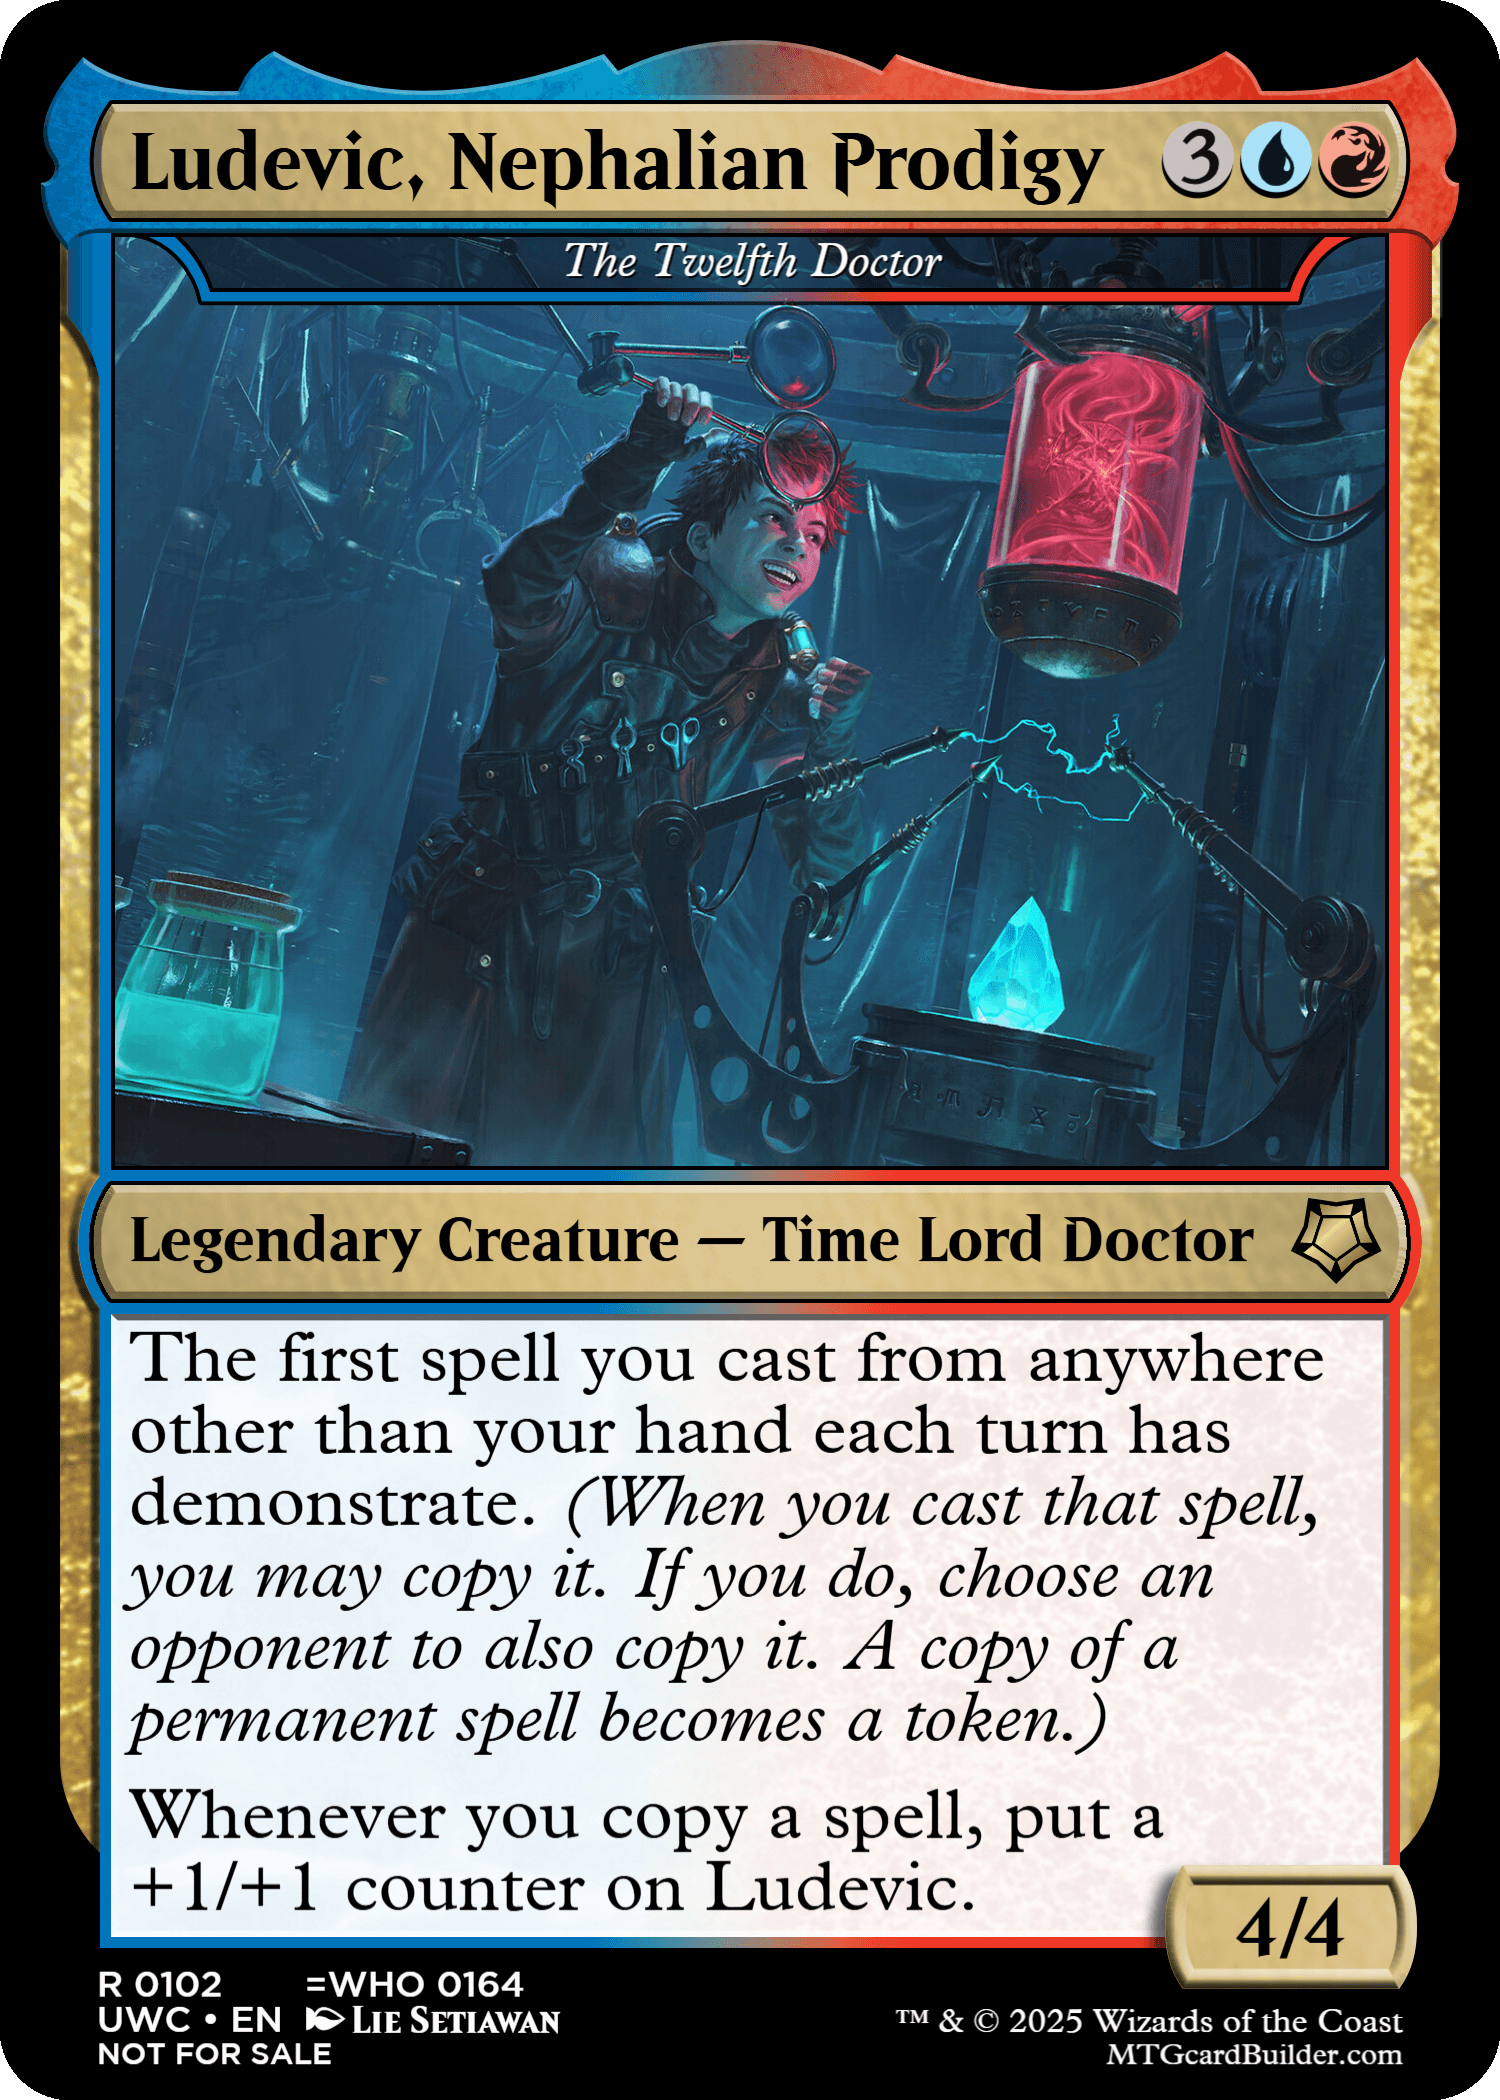 Ludevic, Nephalian Prodigy 3
The Twelfth Doctor
Legendary Creature — Time Lord Doctor
The first spell you cast from anywhere
other than your hand each turn has
demonstrate. (When you cast that spell,
you may copy it. If you do, choose an
opponent to also copy it. A copy of a
permanent spell becomes a token.)
Whenever you copy a spell, put a
+1/+1 counter on Ludevic.
4/4
R 0102 =WHO 0164
UWC • EN Lie Setiawan
NOT FOR SALE
™ & © 2025 Wizards of the Coast
MTGcardBuilder.com